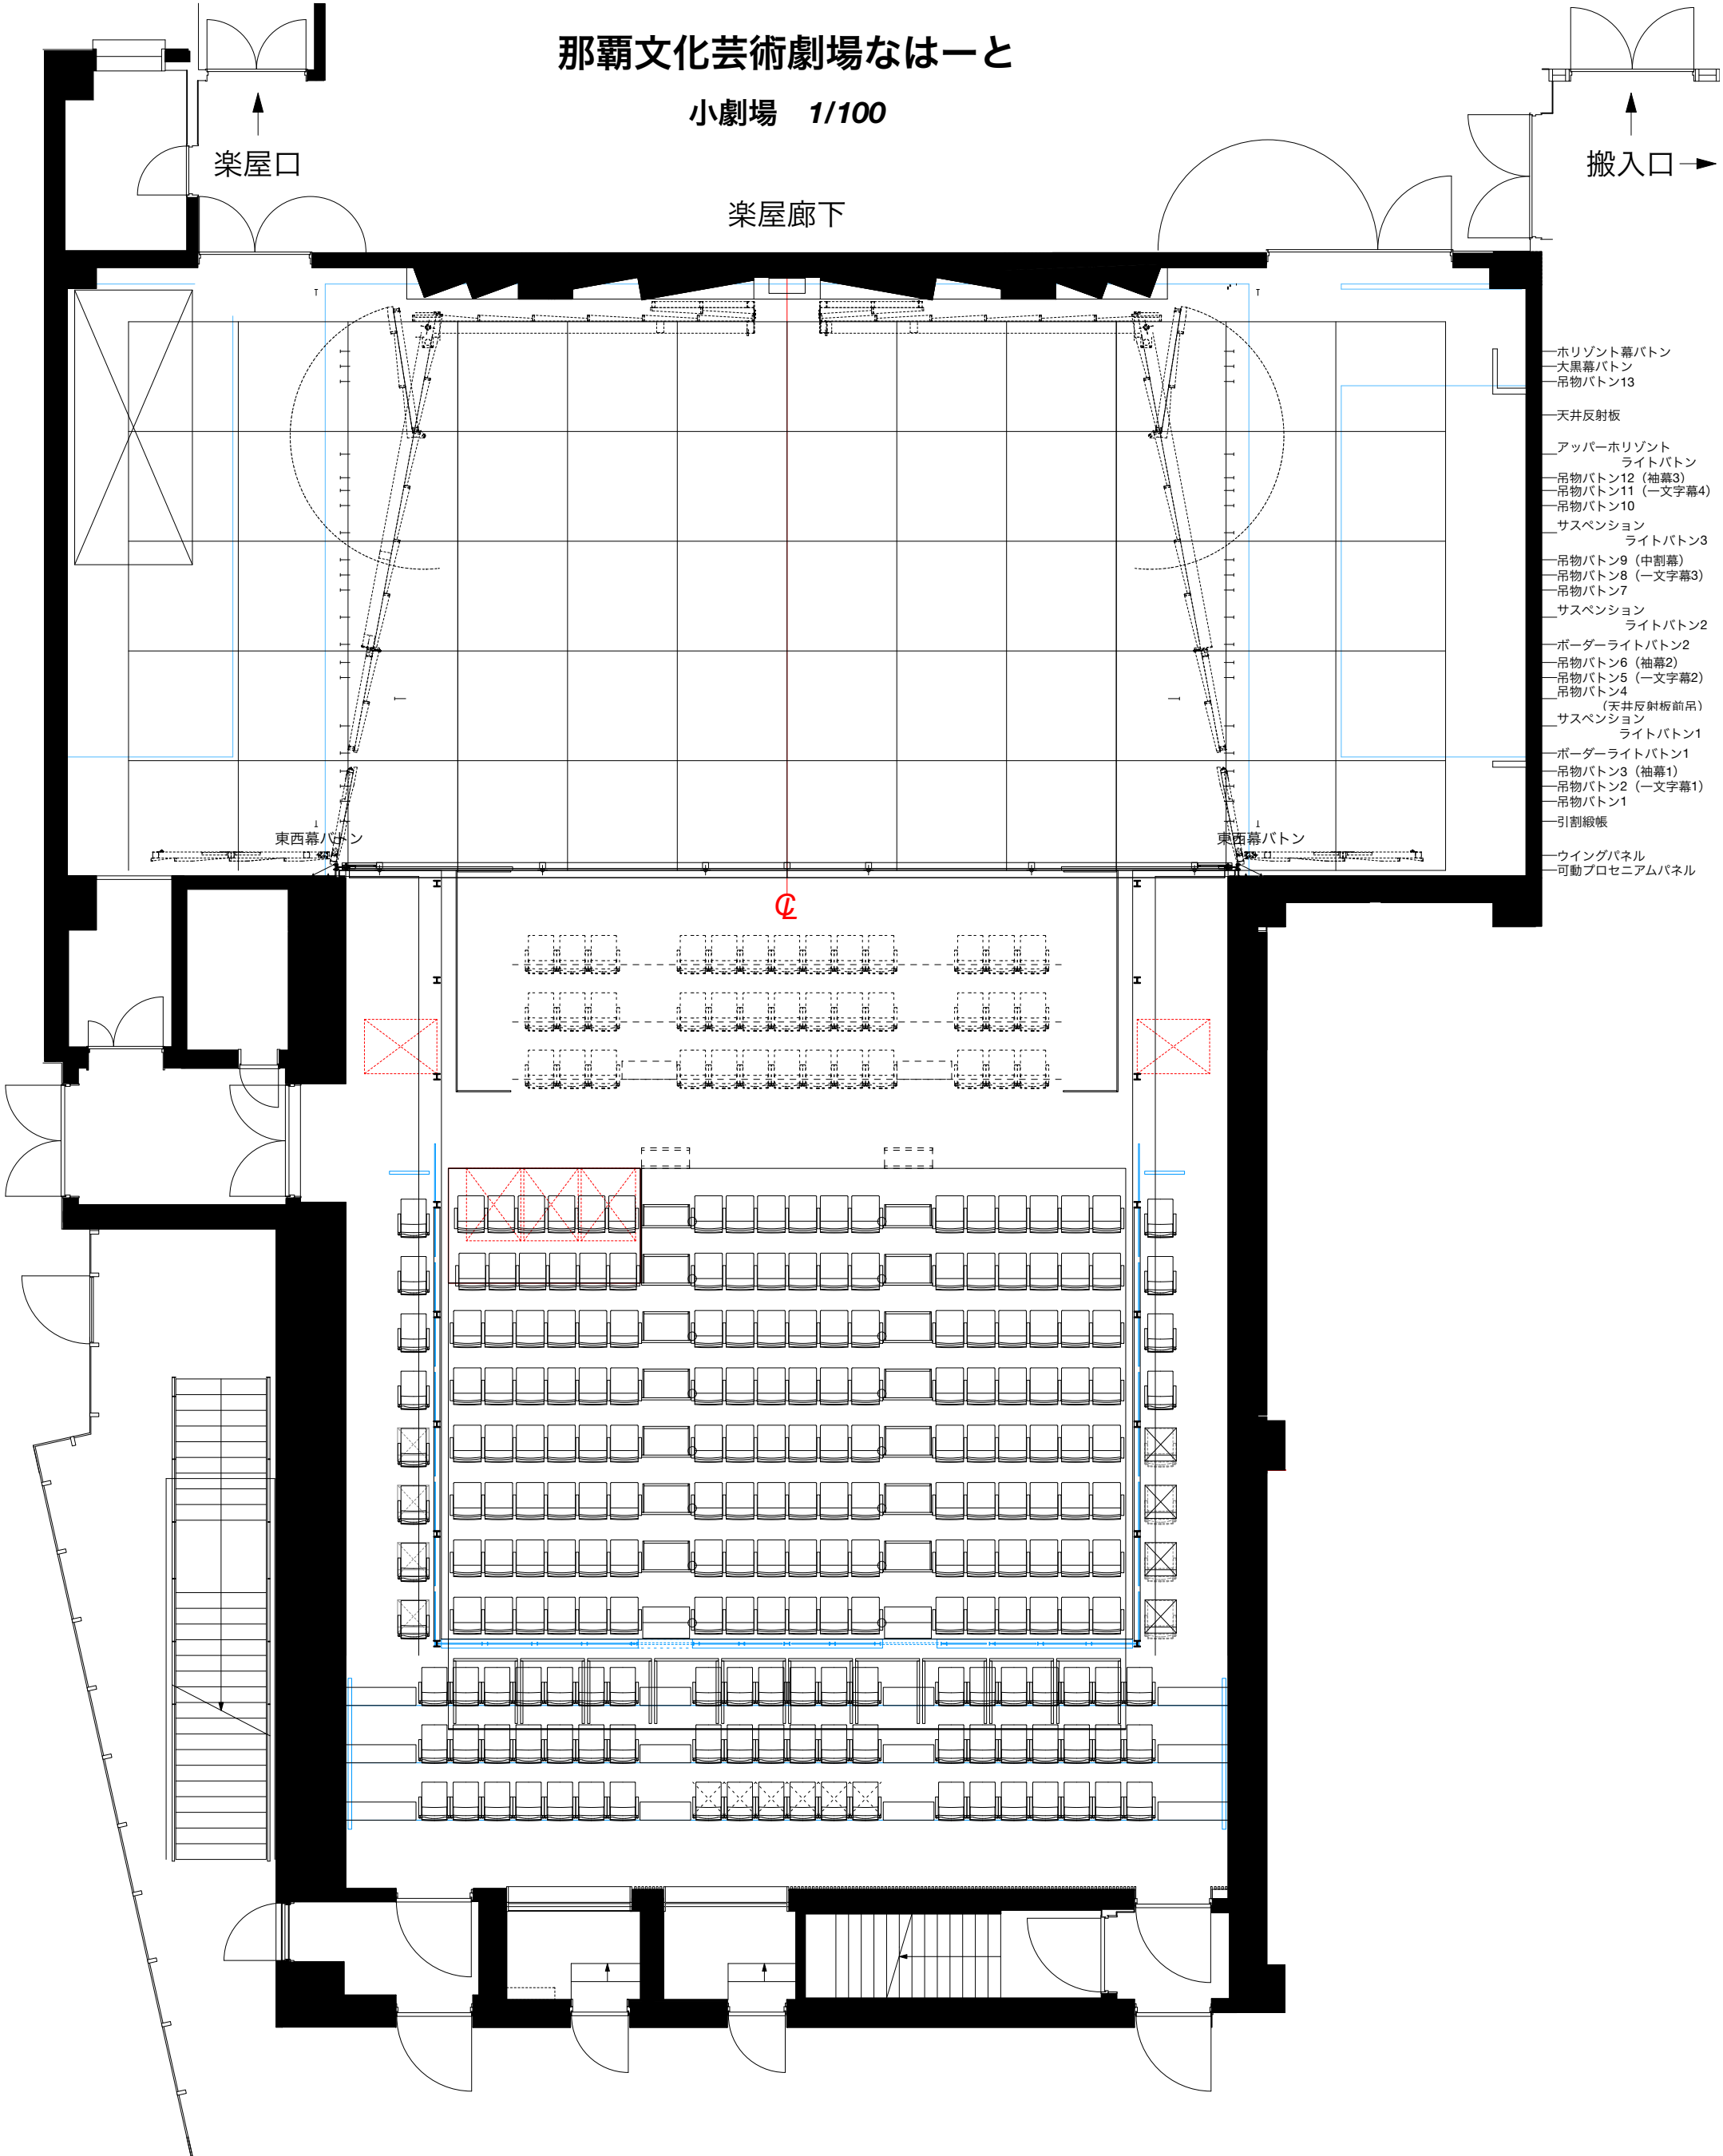 那覇文化芸術劇場なはーと
小劇場 1/100
楽屋口
搬入口
楽屋廊下
ホリゾント幕バトン
大黒幕バトン
吊物バトン13
天井反射板
アッパーホリゾント
ライトバトン
吊物バトン12（袖幕3）
吊物バトン11（一文字幕4）
吊物バトン10
サスペンション
ライトバトン3
吊物バトン9（中割幕）
吊物バトン8（一文字幕3）
吊物バトン7
サスペンション
ライトバトン2
ボーダーライトバトン2
吊物バトン6（袖幕2）
吊物バトン5（一文字幕2）
吊物バトン4
（天井反射板前吊）
サスペンション
ライトバトン1
ボーダーライトバトン1
吊物バトン3（袖幕1）
吊物バトン2（一文字幕1）
吊物バトン1
引割緞帳
ウイングパネル
可動プロセニアムパネル
東西幕バトン
東西幕バトン
℄